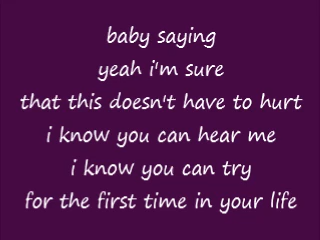 baby saying
yeah i'm sure
that this doesn't have to hurt
i know you can hear me
i know you can try
for the first time in your life